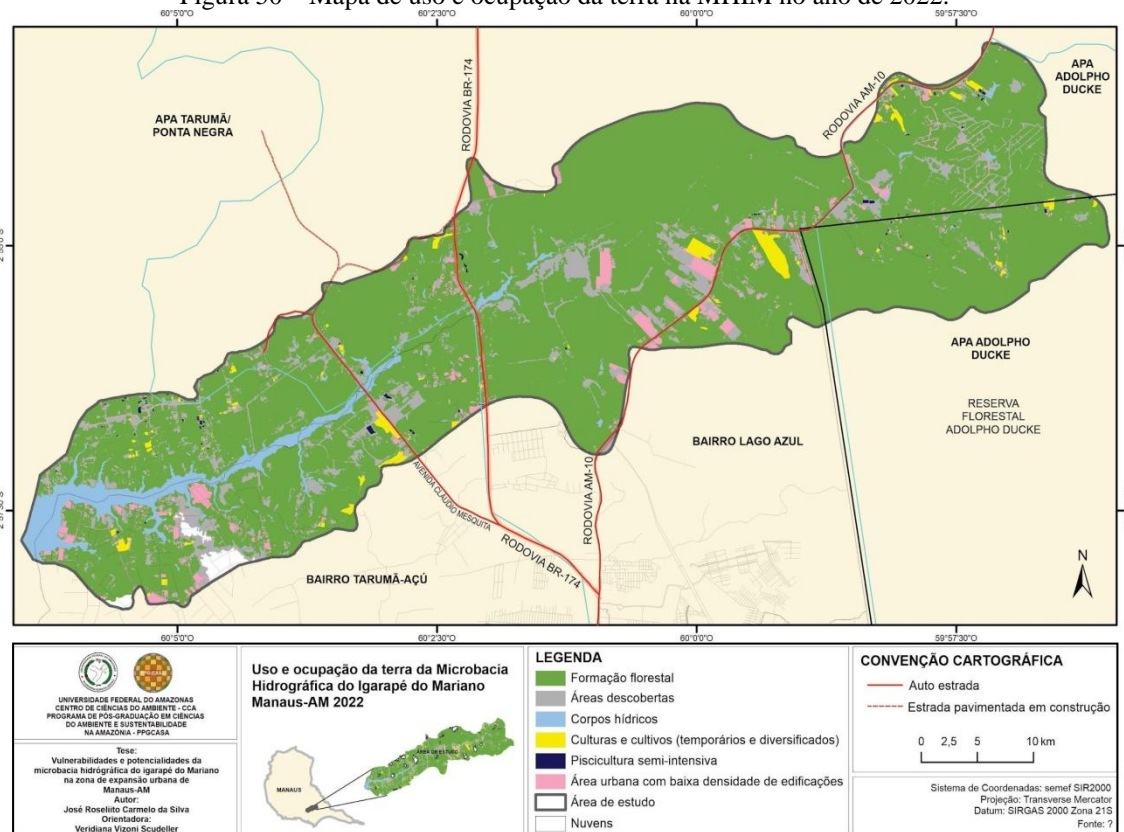 Figura 30 – Mapa de uso e ocupação da terra na MHIM no ano de 2022.
60°5'0"O
60°2'30"O
60°0'0"O
59°57'30"O
APA TARUMÃ/
PONTA NEGRA
RODOVIA BR-174
RODOVIA AM-10
APA
ADOLPHO
DUCKE
APA ADOLPHO
DUCKE
RESERVA
FLORESTAL
ADOLPHO DUCKE
BAIRRO LAGO AZUL
AVENIDA CLÁUDIO MESQUITA
RODOVIA BR-174
RODOVIA AM-10
BAIRRO TARUMÃ-AÇÚ
N
60°5'0"O
60°2'30"O
60°0'0"O
59°57'30"O
UNIVERSIDADE FEDERAL DO AMAZONAS
CENTRO DE CIÊNCIAS DO AMBIENTE - CCA
PROGRAMA DE PÓS-GRADUAÇÃO EM CIÊNCIAS
DO AMBIENTE E SUSTENTABILIDADE
NA AMAZÔNIA - PPGCASA
Tese:
Vulnerabilidades e potencialidades da
microbacia hidrógráfica do igarapé do Mariano
na zona de expansão urbana de
Manaus-AM
Autor:
José Roselito Carmelo da Silva
Orientadora:
Veridiana Vizoni Scudeller
Uso e ocupação da terra da Microbacia
Hidrográfica do Igarapé do Mariano
Manaus-AM 2022
MANAUS
ÁREA DE ESTUDO
LEGENDA
Formação florestal
Áreas descobertas
Corpos hídricos
Culturas e cultivos (temporários e diversificados)
Piscicultura semi-intensiva
Área urbana com baixa densidade de edificações
Área de estudo
Nuvens
CONVENÇÃO CARTOGRÁFICA
Auto estrada
Estrada pavimentada em construção
0 2,5 5 10 km
Sistema de Coordenadas: semef SIR2000
Projeção: Transverse Mercator
Datum: SIRGAS 2000 Zona 21S
Fonte: ?